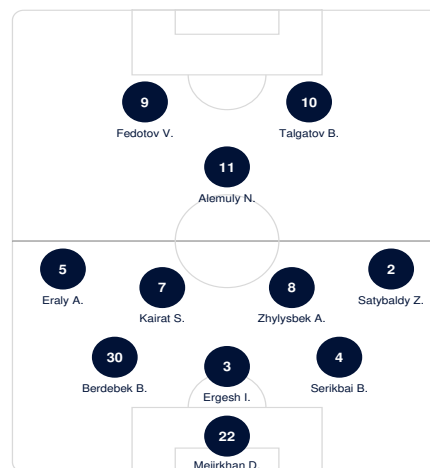 9
10
Fedotov V.
Talgatov B.
11
Alemuly N.
5
2
Eraly A.
Satybaldy Z.
7
8
Kairat S.
Zhylysbek A.
30
3
4
Berdebek B.
Ergesh I.
Serikbai B.
22
Mejirkhan D.